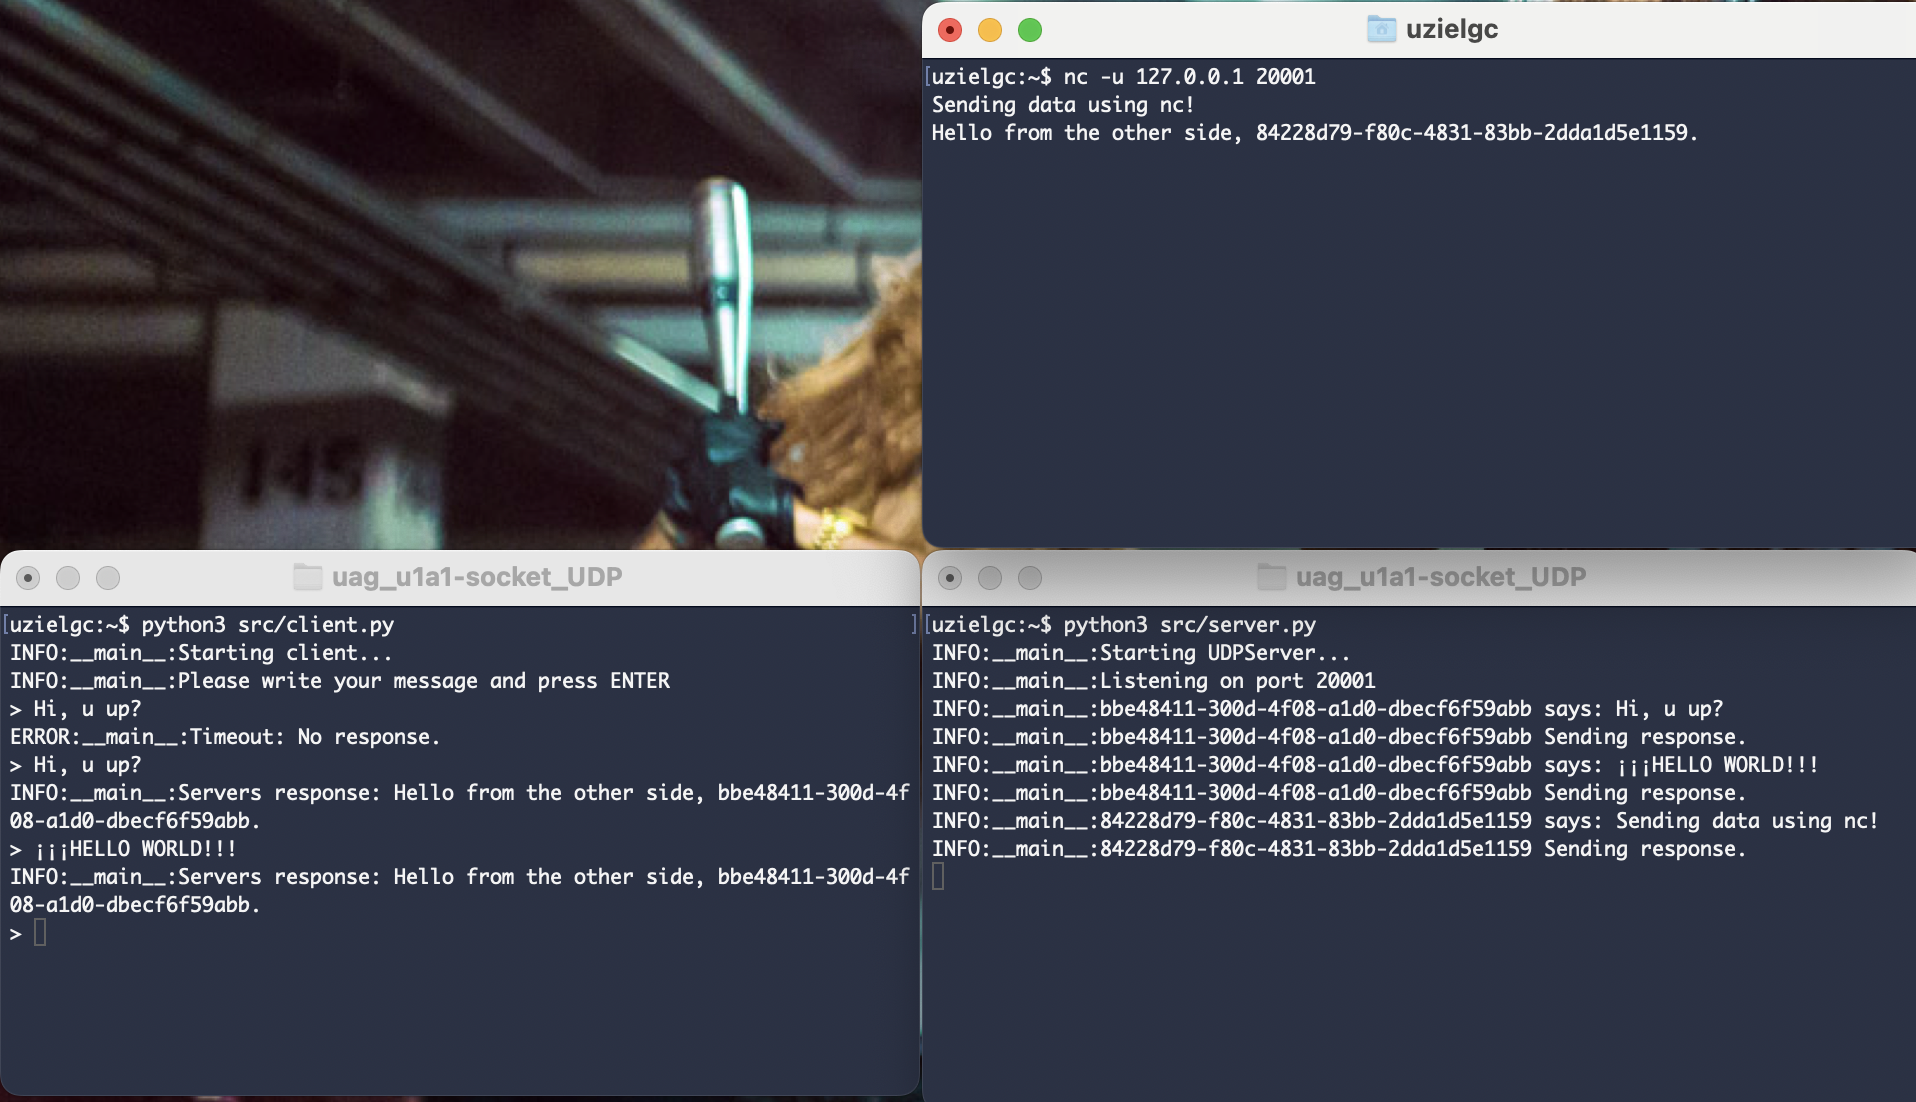 uzielgc
uzielgc:~$ nc -u 127.0.0.1 20001
Sending data using nc!
Hello from the other side, 84228d79-f80c-4831-83bb-2dda1d5e1159.
145
uag_u1a1-socket_UDP
uzielgc:~$ python3 src/client.py
INFO:__main__:Starting client...
INFO:__main__:Please write your message and press ENTER
> Hi, u up?
ERROR:__main__:Timeout: No response.
> Hi, u up?
INFO:__main__:Servers response: Hello from the other side, bbe48411-300d-4f
08-a1d0-dbecf6f59abb.
> ¡¡¡HELLO WORLD!!!
INFO:__main__:Servers response: Hello from the other side, bbe48411-300d-4f
08-a1d0-dbecf6f59abb.
>
uag_u1a1-socket_UDP
uzielgc:~$ python3 src/server.py
INFO:__main__:Starting UDPServer...
INFO:__main__:Listening on port 20001
INFO:__main__:bbe48411-300d-4f08-a1d0-dbecf6f59abb says: Hi, u up?
INFO:__main__:bbe48411-300d-4f08-a1d0-dbecf6f59abb Sending response.
INFO:__main__:bbe48411-300d-4f08-a1d0-dbecf6f59abb says: ¡¡¡HELLO WORLD!!!
INFO:__main__:bbe48411-300d-4f08-a1d0-dbecf6f59abb Sending response.
INFO:__main__:84228d79-f80c-4831-83bb-2dda1d5e1159 says: Sending data using nc!
INFO:__main__:84228d79-f80c-4831-83bb-2dda1d5e1159 Sending response.